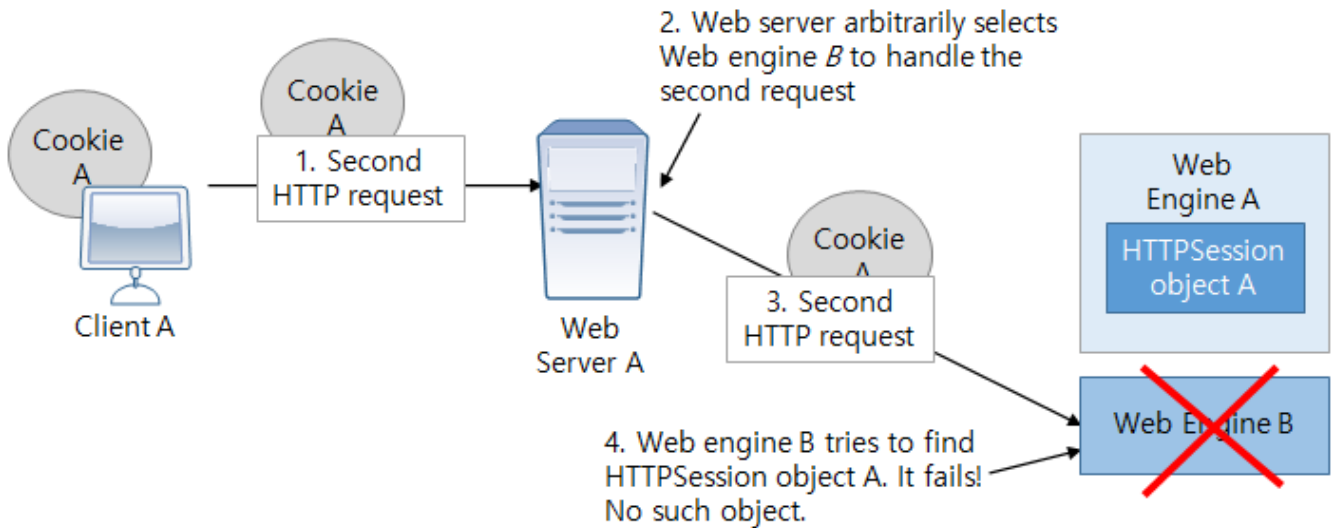 2. Web server arbitrarily selects
Web engine B to handle the
second request
Cookie
A
Cookie
A
1. Second
HTTP request
Client A
Web
Server A
Cookie
A
3. Second
HTTP request
Web
Engine A
HTTPSession
object A
Web Engine B
4. Web engine B tries to find
HTTPSession object A. It fails!
No such object.